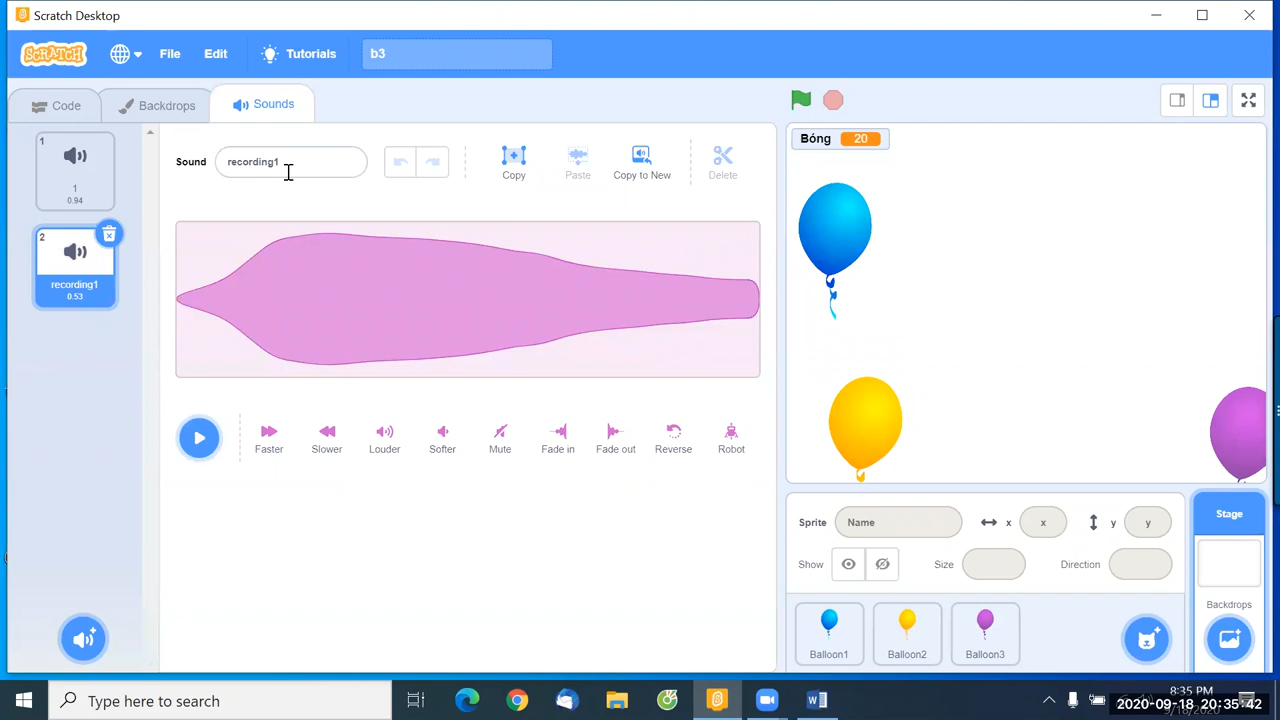 Scratch Desktop
SCRATCH
File
Edit
Tutorials
b3
Code
Backdrops
Sounds
1
1
0.94
2
recording1
0.53
Sound
recording1
Copy
Paste
Copy to New
Delete
Faster
Slower
Louder
Softer
Mute
Fade in
Fade out
Reverse
Robot
Bóng 20
Sprite
Name
x
x
y
y
Show
Size
Direction
Stage
Backdrops
Balloon1
Balloon2
Balloon3
Type here to search
8:35 PM
2020-09-18 20:35:42